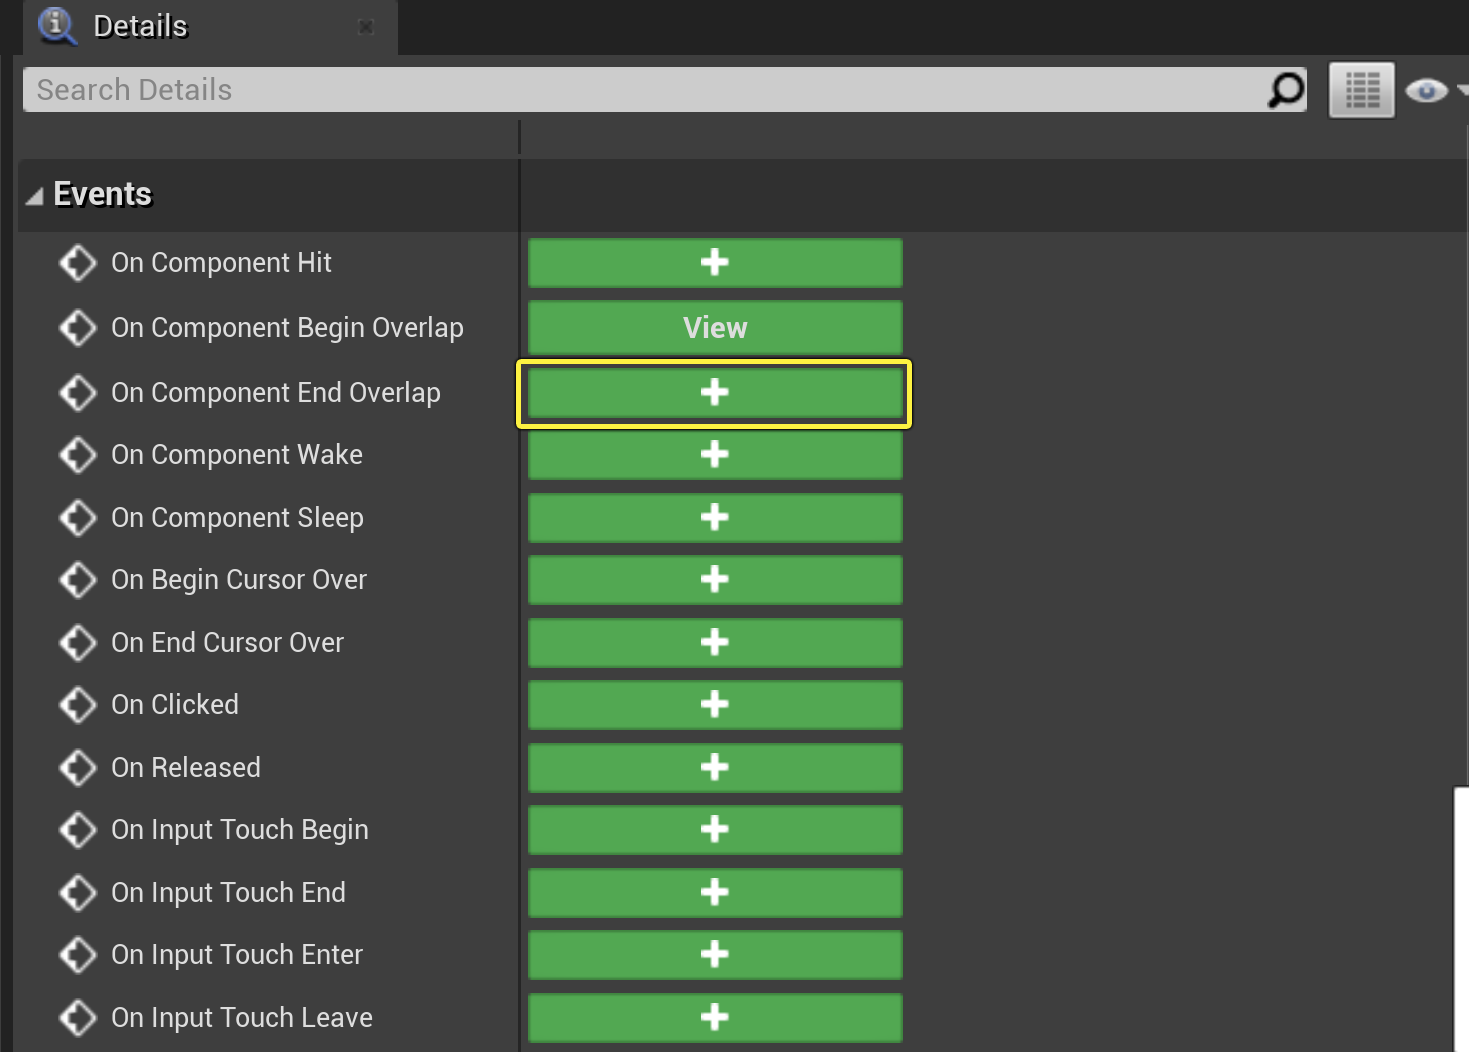 Details
Search Details
Events
On Component Hit
On Component Begin Overlap View
On Component End Overlap
On Component Wake
On Component Sleep
On Begin Cursor Over
On End Cursor Over
On Clicked
On Released
On Input Touch Begin
On Input Touch End
On Input Touch Enter
On Input Touch Leave